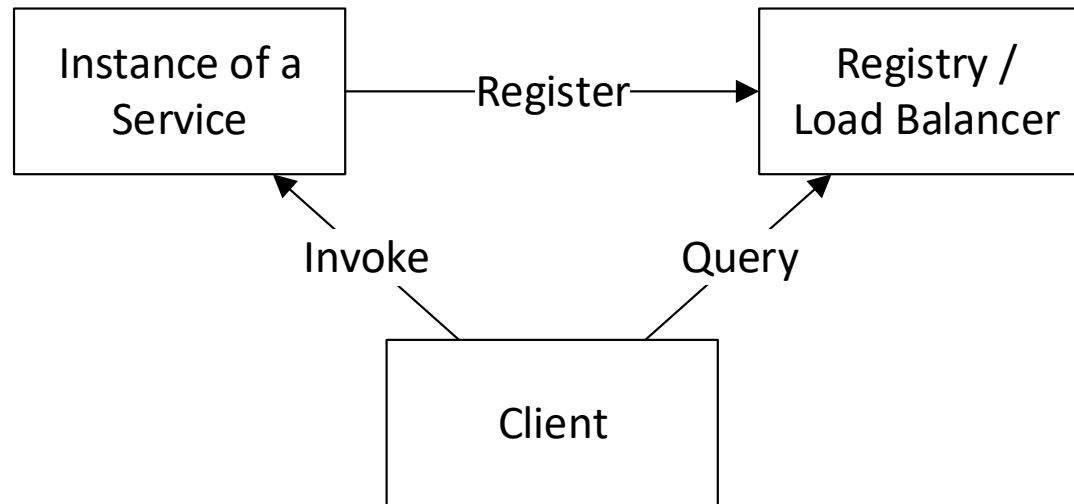 Instance of a
Service
Register
Registry /
Load Balancer
Invoke
Query
Client